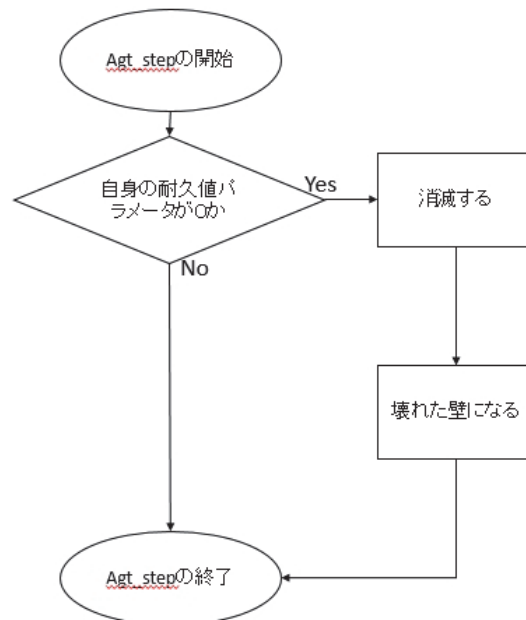 Agt_stepの開始
自身の耐久値パ
ラメータが0か
Yes
消滅する
No
壊れた壁になる
Agt_stepの終了